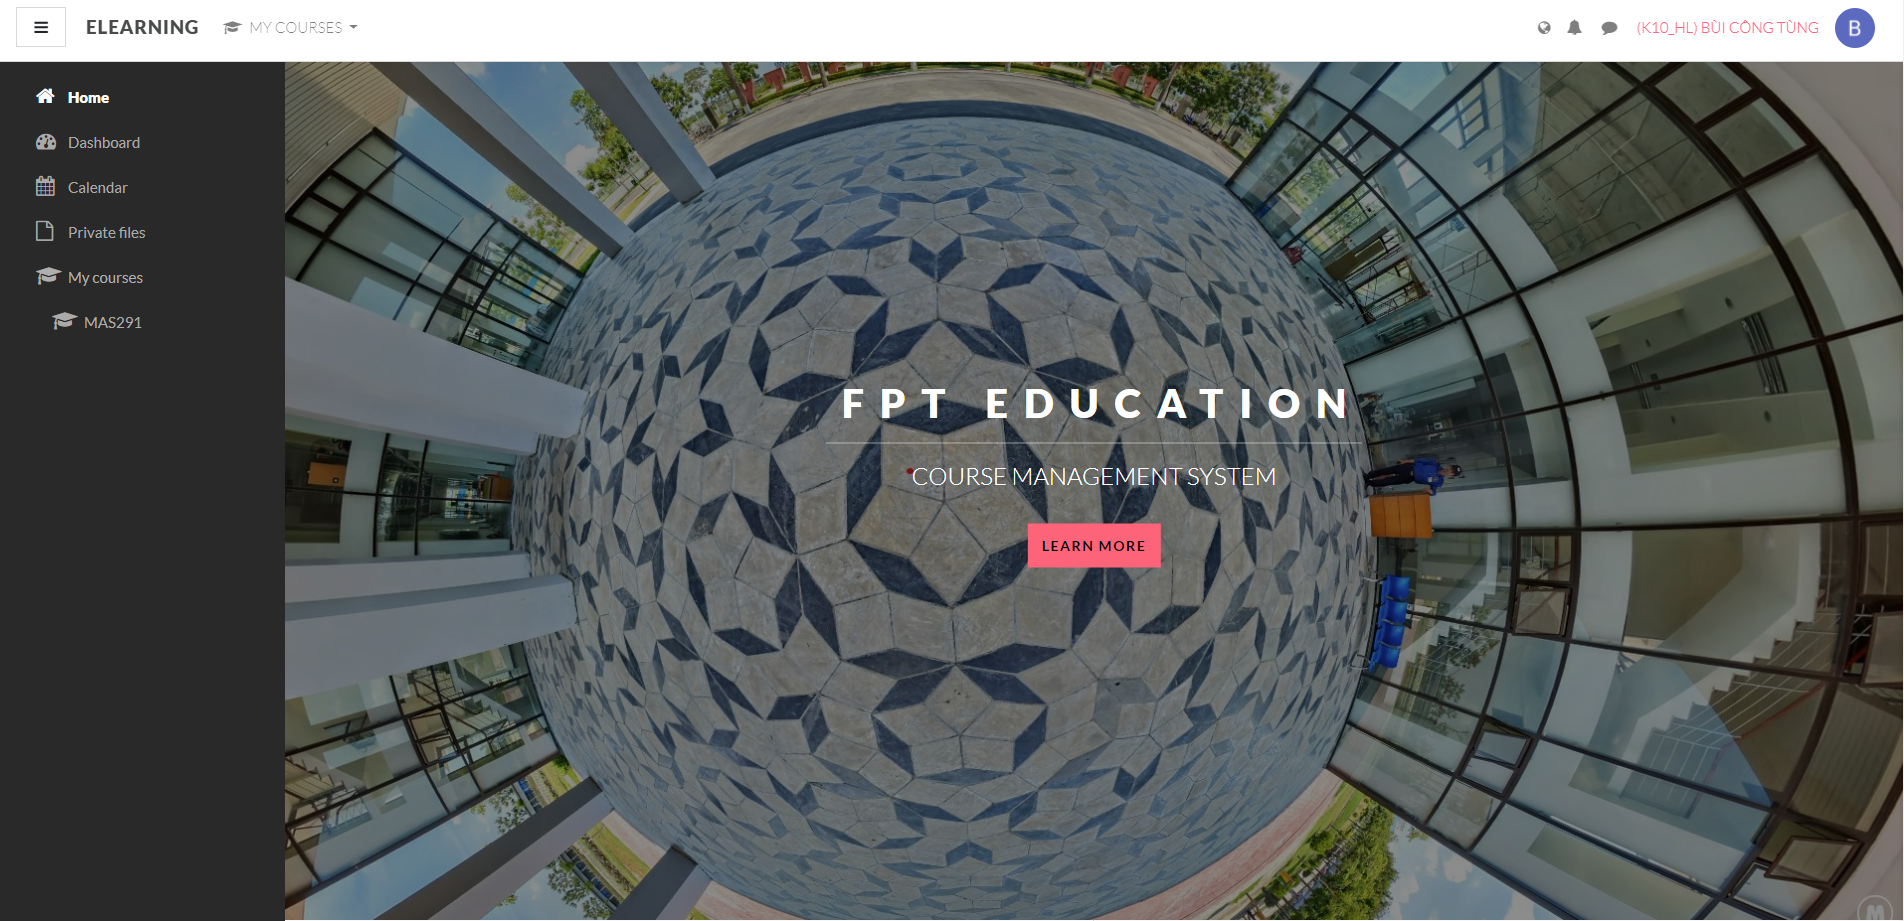 ELEARNING
MY COURSES
(K10_HL) BÙI CÔNG TÙNG
B
Home
Dashboard
Calendar
Private files
My courses
MAS291
FPT EDUCATION
COURSE MANAGEMENT SYSTEM
LEARN MORE
M